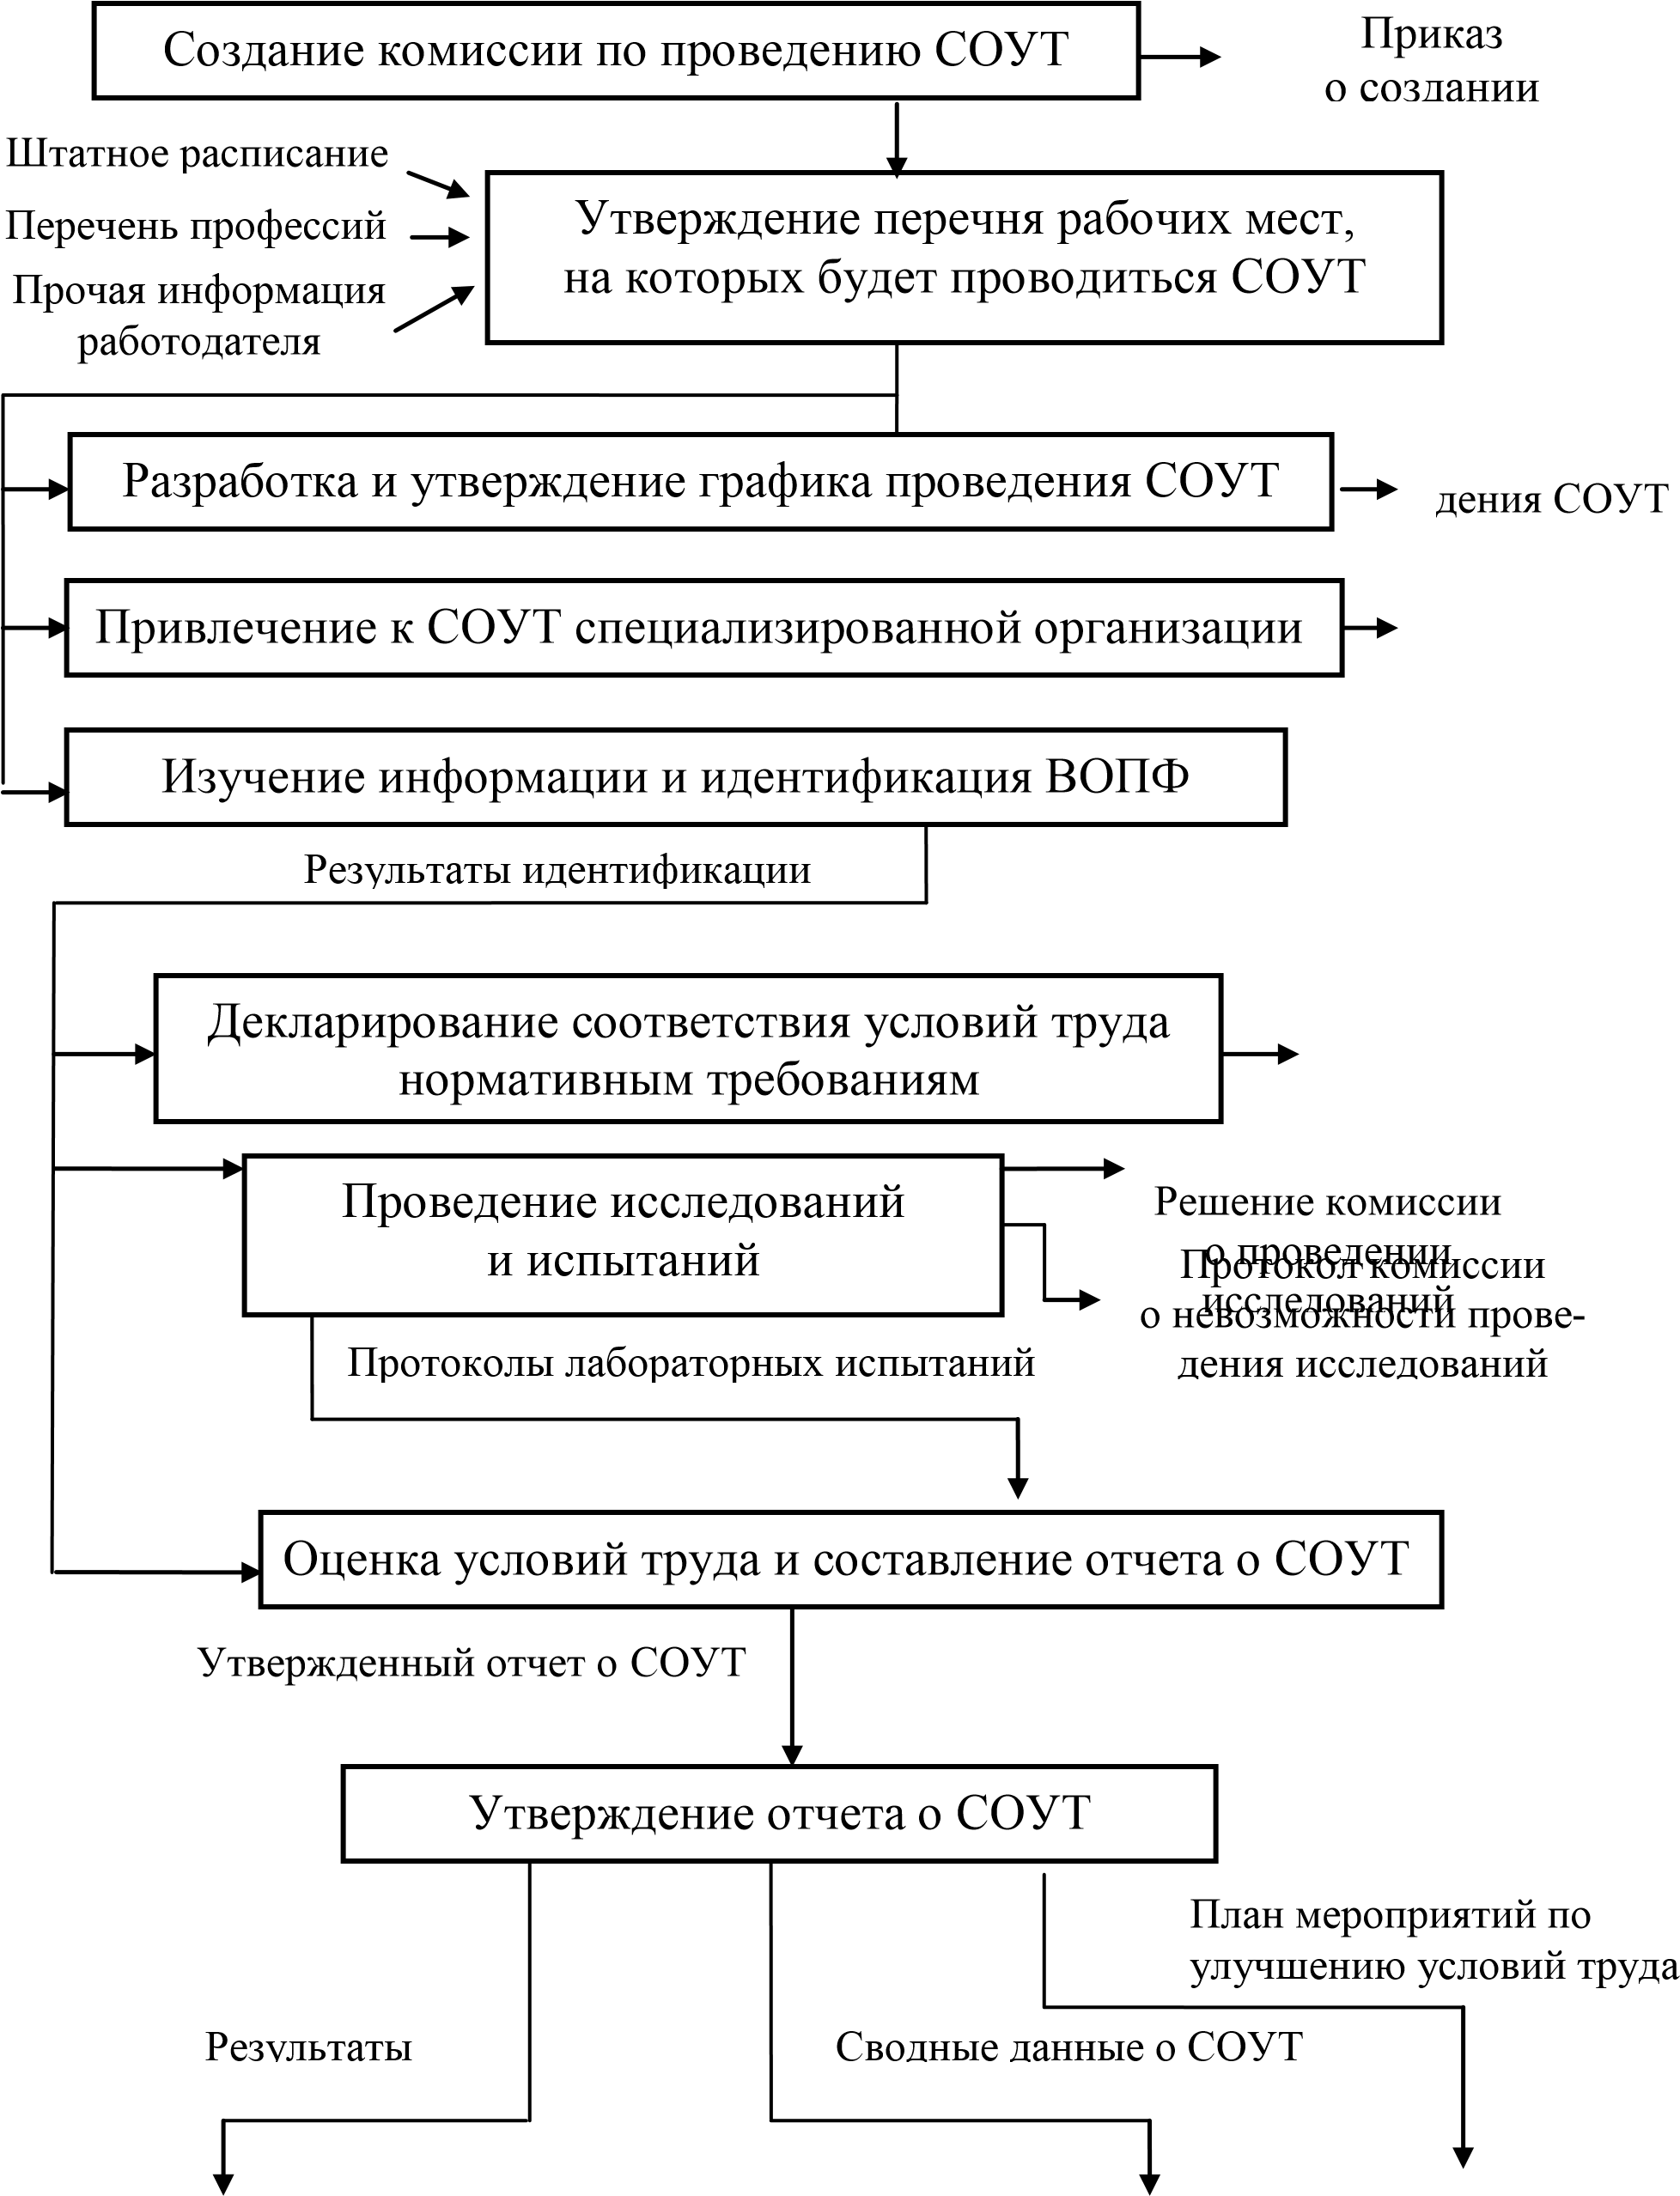 Создание комиссии по проведению СОУТ
Приказ
о создании
Штатное расписание
Перечень профессий
Прочая информация
работодателя
Утверждение перечня рабочих мест,
на которых будет проводиться СОУТ
Разработка и утверждение графика проведения СОУТ
дения СОУТ
Привлечение к СОУТ специализированной организации
Изучение информации и идентификация ВОПФ
Результаты идентификации
Декларирование соответствия условий труда
нормативным требованиям
Проведение исследований
и испытаний
Решение комиссии
о проведении
исследований
Протокол комиссии
о невозможности прове-
дения исследований
Протоколы лабораторных испытаний
Оценка условий труда и составление отчета о СОУТ
Утвержденный отчет о СОУТ
Утверждение отчета о СОУТ
План мероприятий по
улучшению условий труда
Результаты
Сводные данные о СОУТ